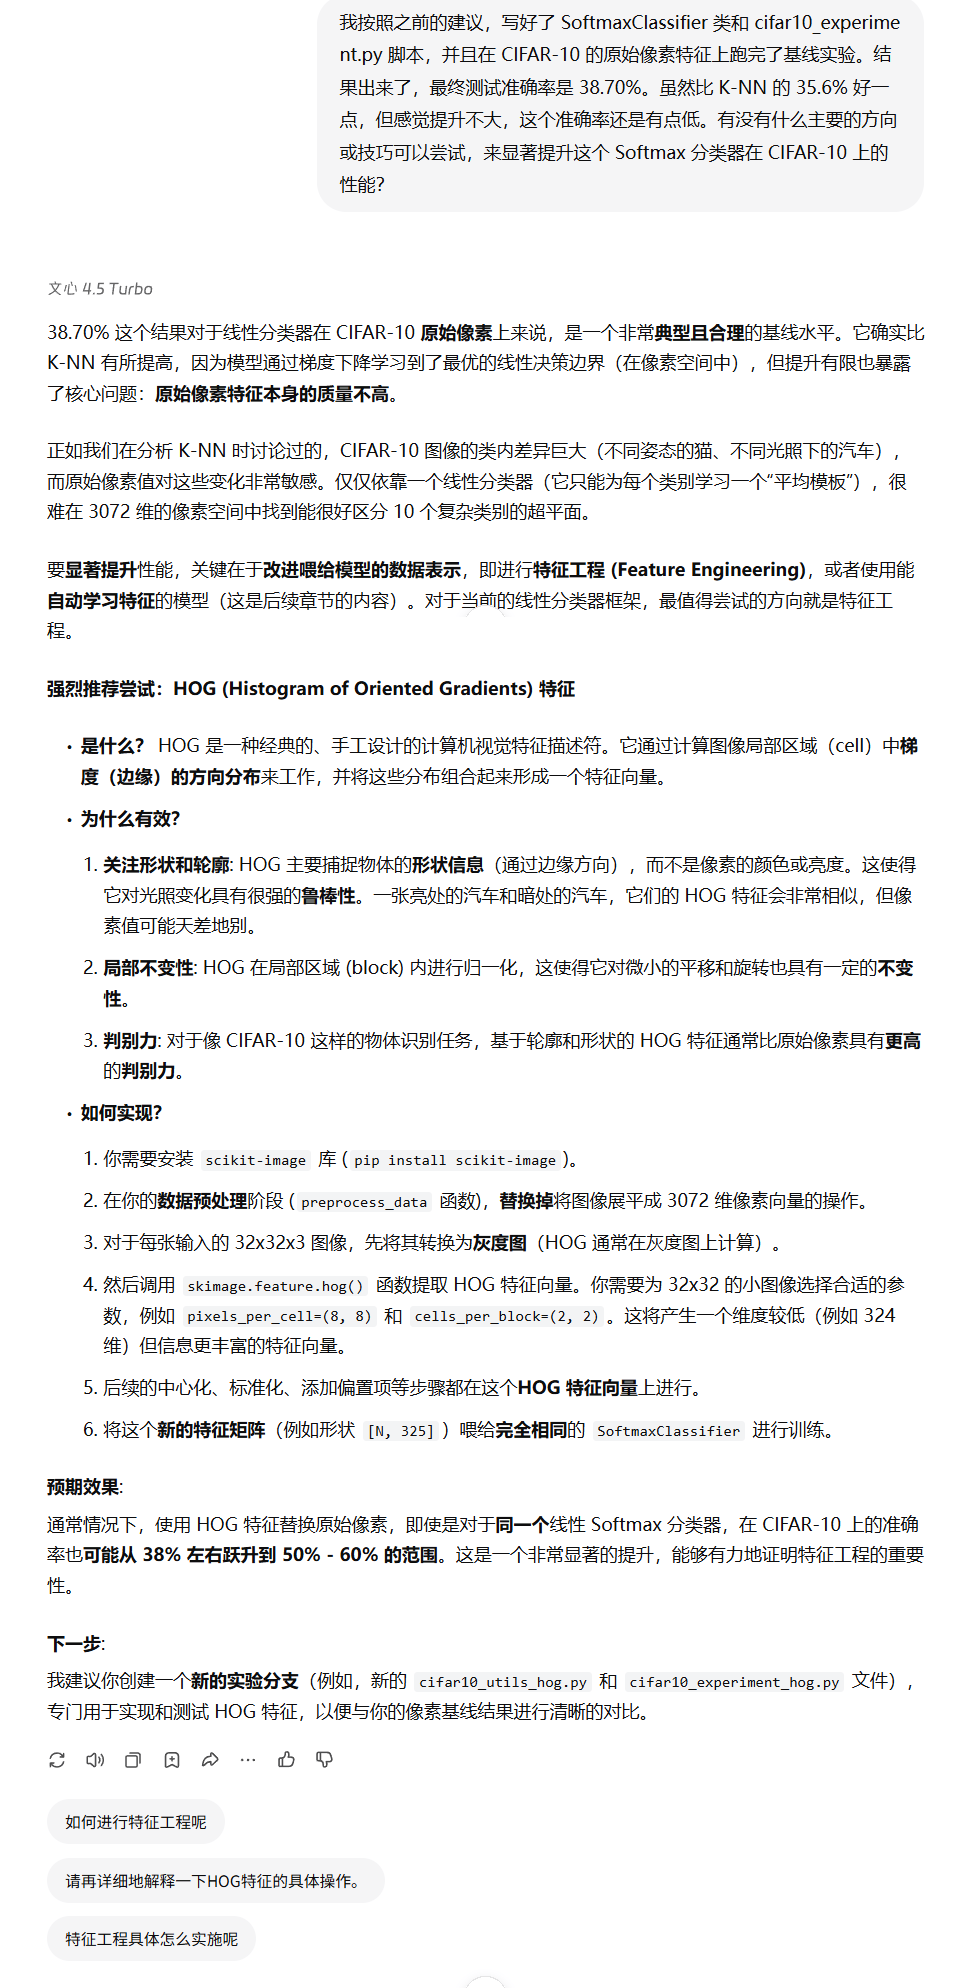 我按照之前的建议，写好了 SoftmaxClassifier 类和 cifar10_experime
nt.py 脚本，并且在 CIFAR-10 的原始像素特征上跑完了基线实验。结
果出来了，最终测试准确率是 38.70%。虽然比 K-NN 的 35.6% 好一
点，但感觉提升不大，这个准确率还是有点低。有没有什么主要的方向
或技巧可以尝试，来显著提升这个 Softmax 分类器在 CIFAR-10 上的
性能？
文心 4.5 Turbo
38.70% 这个结果对于线性分类器在 CIFAR-10 原始像素上来说，是一个非常典型且合理的基线水平。它确实比
K-NN 有所提高，因为模型通过梯度下降学习到了最优的线性决策边界（在像素空间中），但提升有限也暴露
了核心问题：原始像素特征本身的质量不高。
正如我们在分析 K-NN 时讨论过的，CIFAR-10 图像的类内差异巨大（不同姿态的猫、不同光照下的汽车），
而原始像素值对这些变化非常敏感。仅仅依靠一个线性分类器（它只能为每个类别学习一个“平均模板”），很
难在 3072 维的像素空间中找到能很好区分 10 个复杂类别的超平面。
要显著提升性能，关键在于改进喂给模型的数据表示，即进行特征工程 (Feature Engineering)，或者使用能
自动学习特征的模型（这是后续章节的内容）。对于当前的线性分类器框架，最值得尝试的方向就是特征工
程。
强烈推荐尝试：HOG (Histogram of Oriented Gradients) 特征
• 是什么？ HOG 是一种经典的、手工设计的计算机视觉特征描述符。它通过计算图像局部区域（cell）中梯
度（边缘）的方向分布来工作，并将这些分布组合起来形成一个特征向量。
• 为什么有效？
1. 关注形状和轮廓: HOG 主要捕捉物体的形状信息（通过边缘方向），而不是像素的颜色或亮度。这使得
它对光照变化具有很强的鲁棒性。一张亮处的汽车和暗处的汽车，它们的 HOG 特征会非常相似，但像
素值可能天差地别。
2. 局部不变性: HOG 在局部区域 (block) 内进行归一化，这使得它对微小的平移和旋转也具有一定的不变
性。
3. 判别力: 对于像 CIFAR-10 这样的物体识别任务，基于轮廓和形状的 HOG 特征通常比原始像素具有更高
的判别力。
• 如何实现？
1. 你需要安装 scikit-image 库 ( pip install scikit-image )。
2. 在你的数据预处理阶段 ( preprocess_data 函数)，替换掉将图像展平成 3072 维像素向量的操作。
3. 对于每张输入的 32x32x3 图像，先将其转换为灰度图（HOG 通常在灰度图上计算）。
4. 然后调用 skimage.feature.hog() 函数提取 HOG 特征向量。你需要为 32x32 的小图像选择合适的参
数，例如 pixels_per_cell=(8, 8) 和 cells_per_block=(2, 2) 。这将产生一个维度较低（例如 324
维）但信息更丰富的特征向量。
5. 后续的中心化、标准化、添加偏置项等步骤都在这个HOG 特征向量上进行。
6. 将这个新的特征矩阵（例如形状 [N, 325] ）喂给完全相同的 SoftmaxClassifier 进行训练。
预期效果:
通常情况下，使用 HOG 特征替换原始像素，即使是对于同一个线性 Softmax 分类器，在 CIFAR-10 上的准确
率也可能从 38% 左右跃升到 50% - 60% 的范围。这是一个非常显著的提升，能够有力地证明特征工程的重要
性。
下一步:
我建议你创建一个新的实验分支（例如，新的 cifar10_utils_hog.py 和 cifar10_experiment_hog.py 文件），
专门用于实现和测试 HOG 特征，以便与你的像素基线结果进行清晰的对比。
如何进行特征工程呢
请再详细地解释一下HOG特征的具体操作。
特征工程具体怎么实施呢